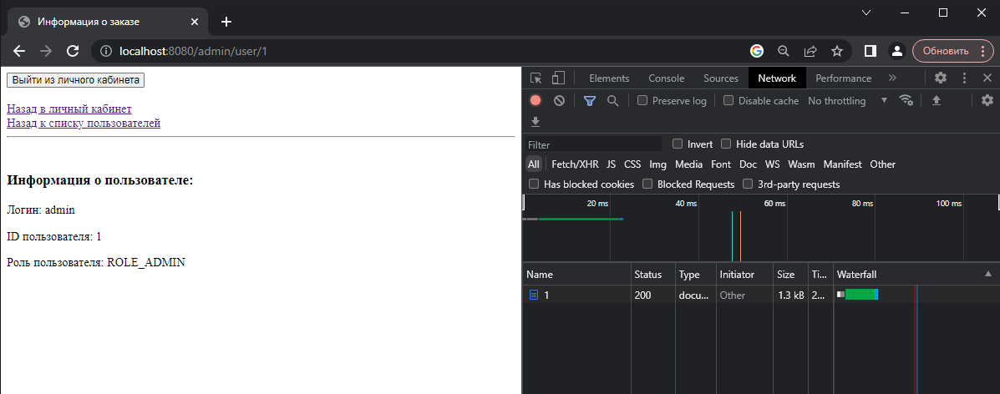 Информация о заказе
localhost:8080/admin/user/1
Обновить
Выйти из личного кабинета
Назад в личный кабинет
Назад к списку пользователей
Информация о пользователе:
Логин: admin
ID пользователя: 1
Роль пользователя: ROLE_ADMIN
Elements Console Sources Network Performance
Preserve log Disable cache No throttling
Filter Invert Hide data URLs
All Fetch/XHR JS CSS Img Media Font Doc WS Wasm Manifest Other
Has blocked cookies Blocked Requests 3rd-party requests
20 ms 40 ms 60 ms 80 ms 100 ms
Name Status Type Initiator Size Ti... Waterfall
1 200 docu... Other 1.3 kB 2...